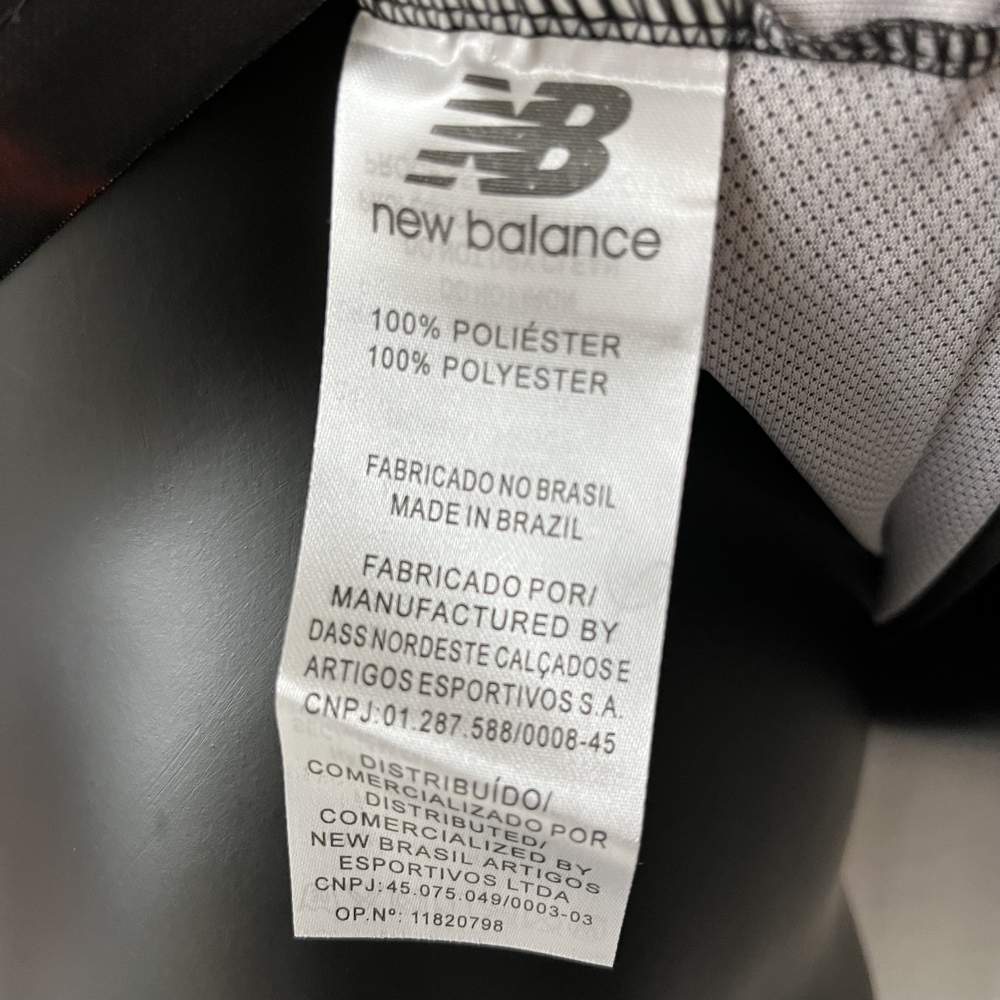 NB
new balance
100% POLIÉSTER
100% POLYESTER
FABRICADO NO BRASIL
MADE IN BRAZIL
FABRICADO POR/
MANUFACTURED BY
DASS NORDESTE CALÇADOS E
ARTIGOS ESPORTIVOS S.A.
CNPJ:01.287.588/0008-45
DISTRIBUÍDO/
COMERCIALIZADO POR
DISTRIBUTED/
COMERCIALIZED BY
NEW BRASIL ARTIGOS
ESPORTIVOS LTDA
CNPJ:45.075.049/0003-03
OP.Nº: 11820798